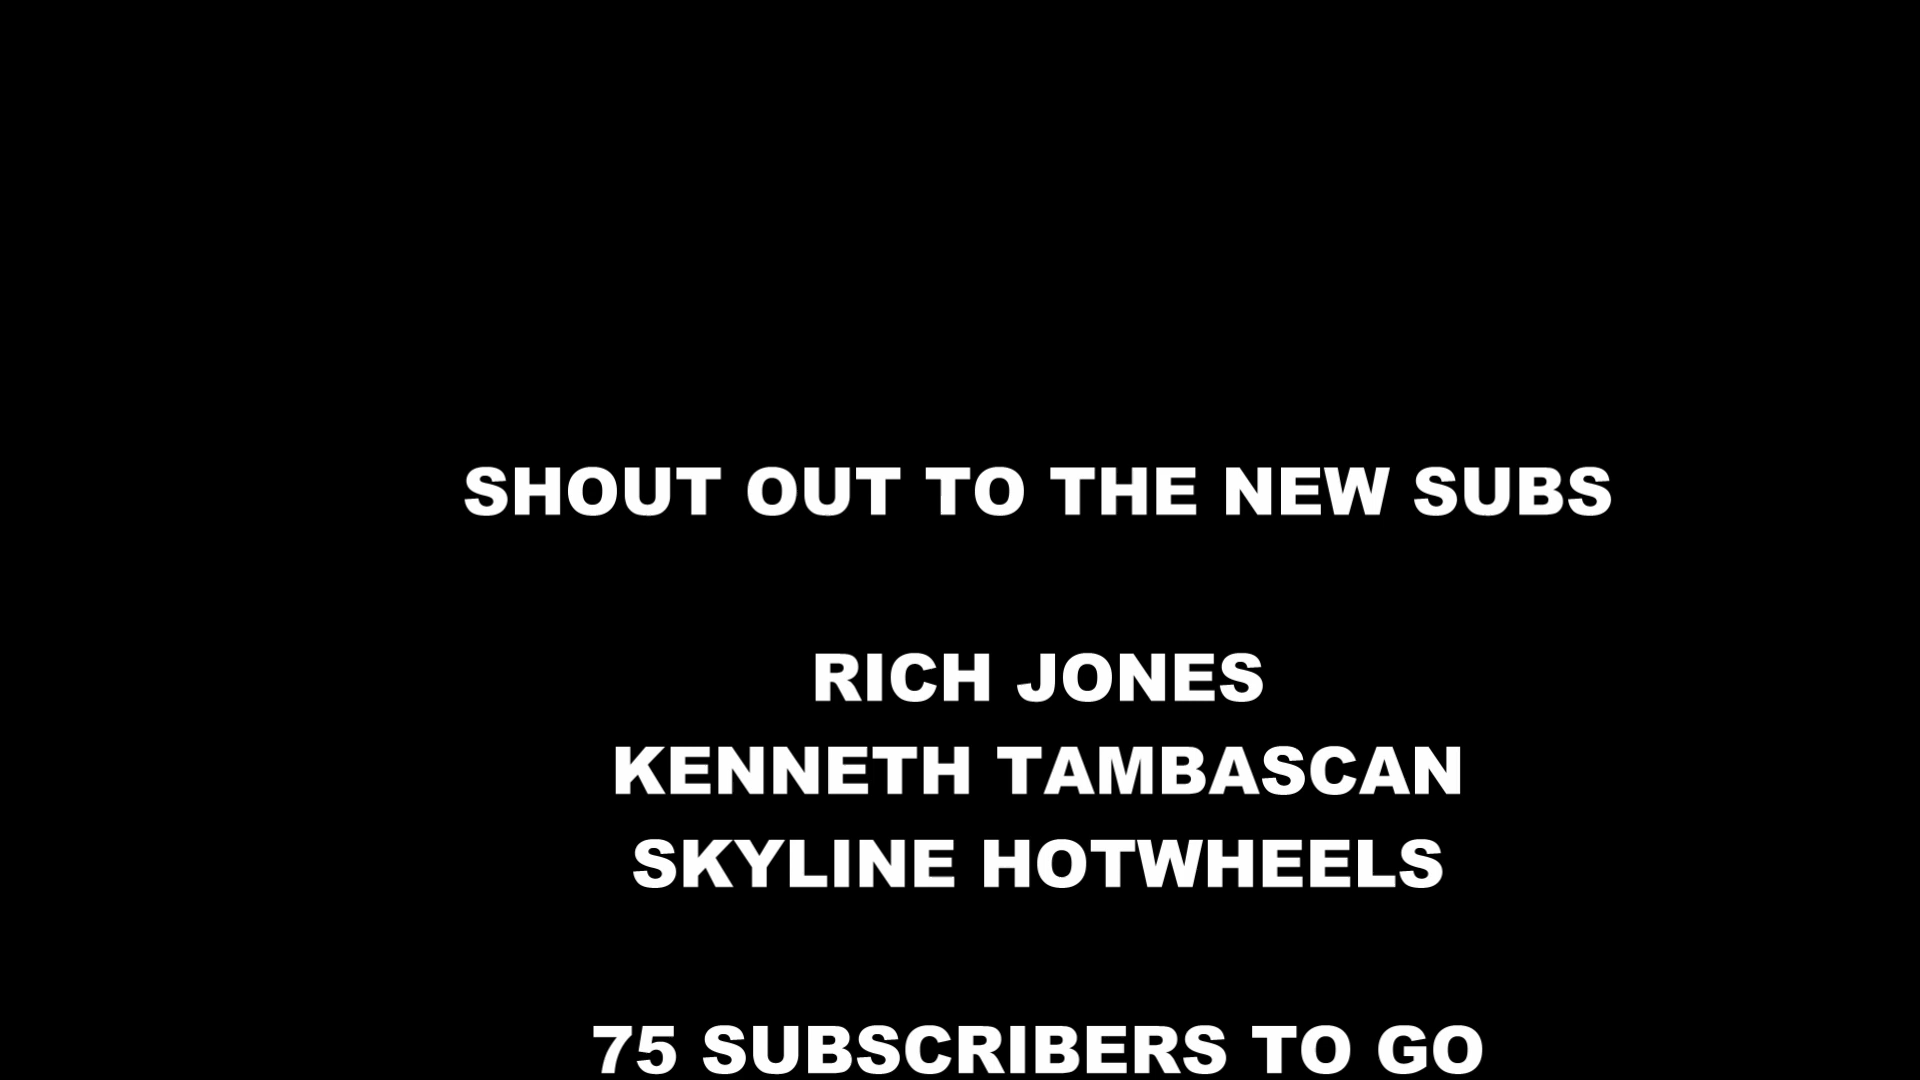 SHOUT OUT TO THE NEW SUBS
RICH JONES
KENNETH TAMBASCAN
SKYLINE HOTWHEELS
75 SUBSCRIBERS TO GO